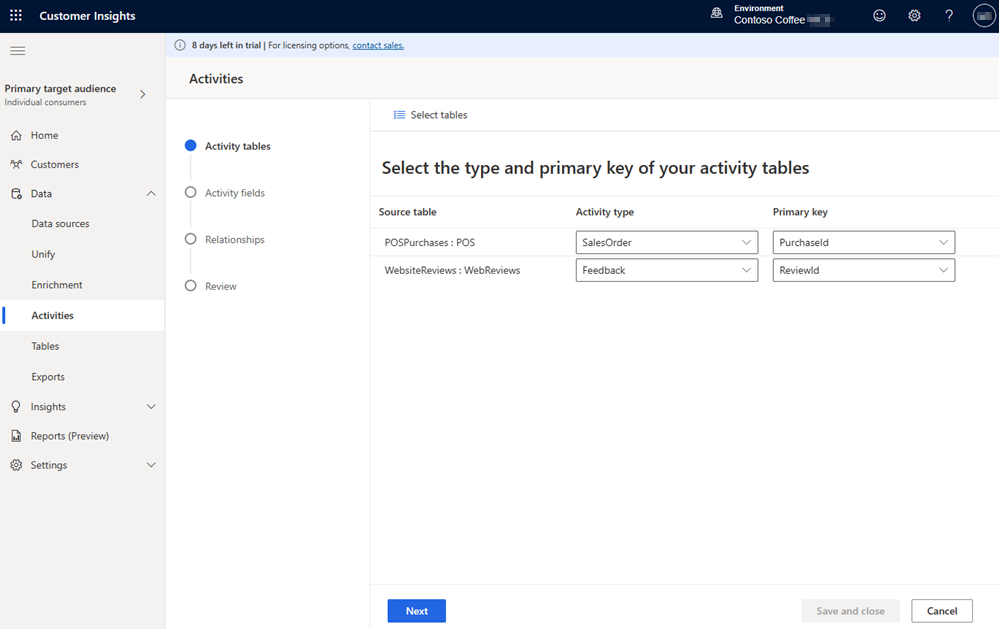 Customer Insights
Environment
Contoso Coffee
8 days left in trial | For licensing options, contact sales.
Primary target audience
Individual consumers
Home
Customers
Data
Data sources
Unify
Enrichment
Activities
Tables
Exports
Insights
Reports (Preview)
Settings
Activities
Activity tables
Activity fields
Relationships
Review
Select tables
Select the type and primary key of your activity tables
Source table Activity type Primary key
POSPurchases : POS SalesOrder PurchaseId
WebsiteReviews : WebReviews Feedback ReviewId
Next Save and close Cancel